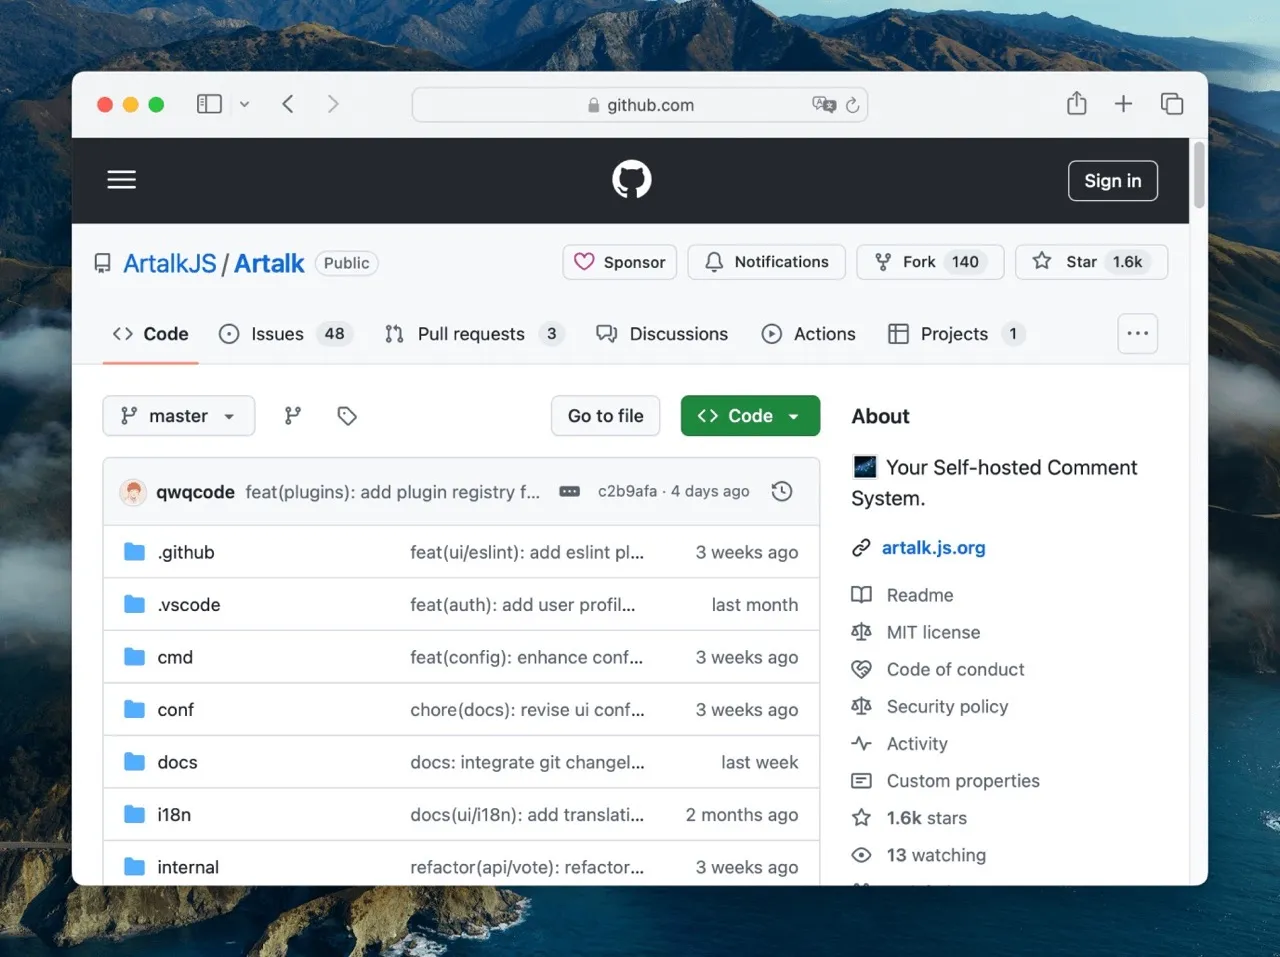 github.com
Sign in
ArtalkJS / Artalk Public
Sponsor Notifications Fork 140 Star 1.6k
Code Issues 48 Pull requests 3 Discussions Actions Projects 1
master Go to file Code
qwqcode feat(plugins): add plugin registry f... c2b9afa · 4 days ago
.github feat(ui/eslint): add eslint pl... 3 weeks ago
.vscode feat(auth): add user profil... last month
cmd feat(config): enhance conf... 3 weeks ago
conf chore(docs): revise ui conf... 3 weeks ago
docs docs: integrate git changel... last week
i18n docs(ui/i18n): add translati... 2 months ago
internal refactor(api/vote): refactor... 3 weeks ago
About
Your Self-hosted Comment
System.
artalk.js.org
Readme
MIT license
Code of conduct
Security policy
Activity
Custom properties
1.6k stars
13 watching